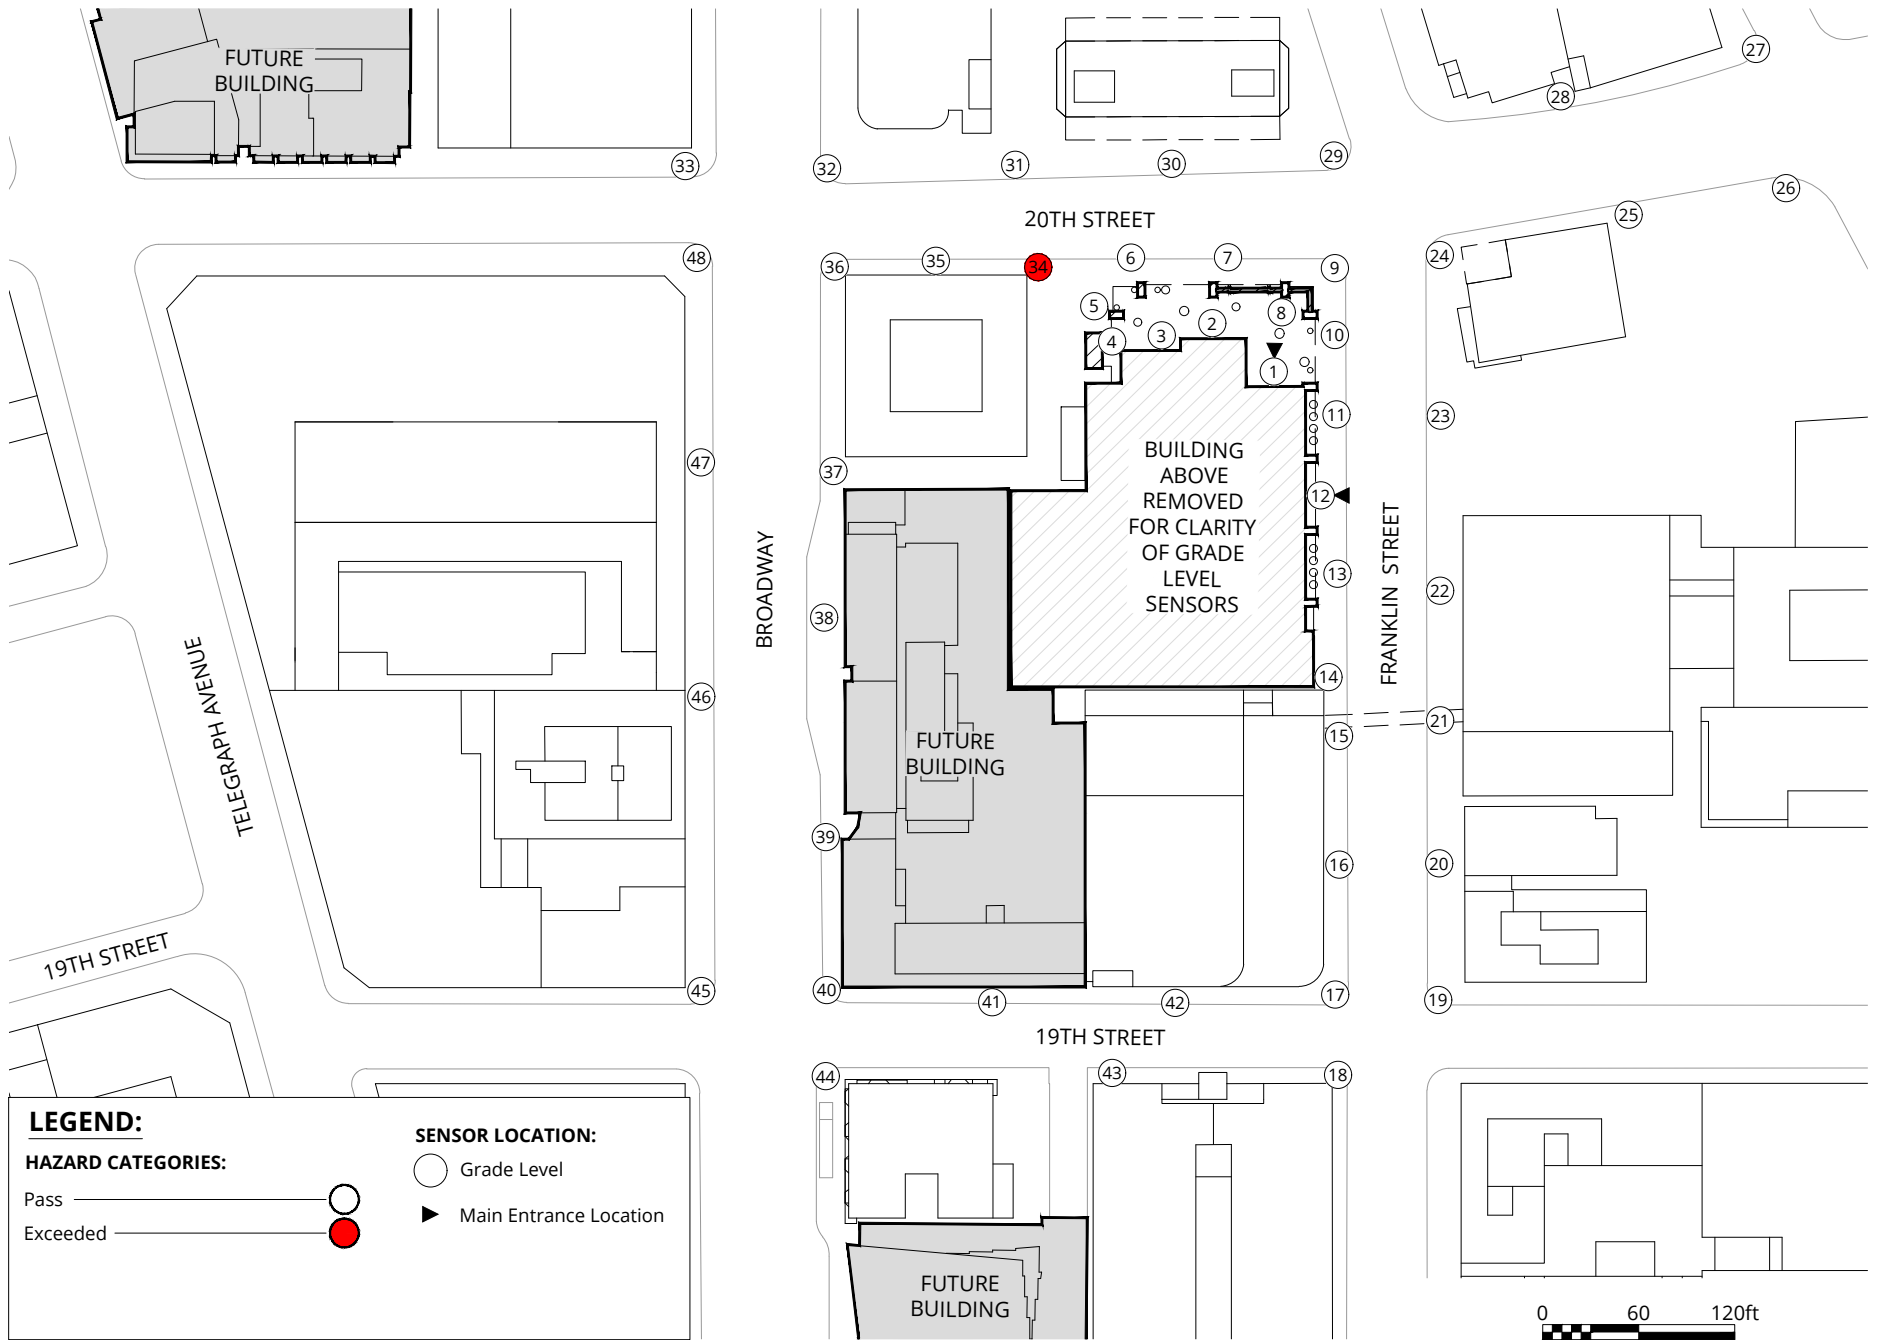 FUTURE
BUILDING
27
28
33
32
31
30
29
26
25
20TH STREET
48
36
35
34
6
7
9
24
5
8
10
4
3
2
1
11
23
47
37
BUILDING
ABOVE
REMOVED
FOR CLARITY
OF GRADE
LEVEL
SENSORS
12
13
22
38
BROADWAY
FRANKLIN STREET
TELEGRAPH AVENUE
46
14
21
15
FUTURE
BUILDING
39
16
20
19TH STREET
45
40
41
42
17
19
19TH STREET
44
43
18
LEGEND:
HAZARD CATEGORIES:
Pass
Exceeded
SENSOR LOCATION:
Grade Level
Main Entrance Location
FUTURE
BUILDING
0 60 120ft